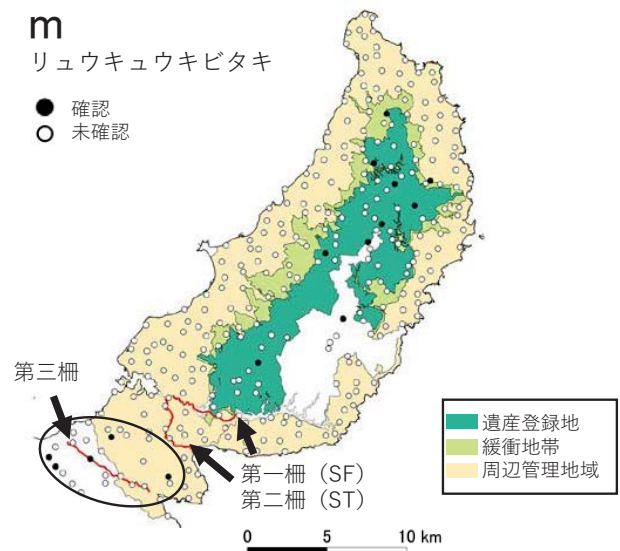 m
リュウキュウキビタキ
確認
未確認
第三柵
第一柵（SF）
第二柵（ST）
遺産登録地
緩衝地帯
周辺管理地域
0 5 10 km